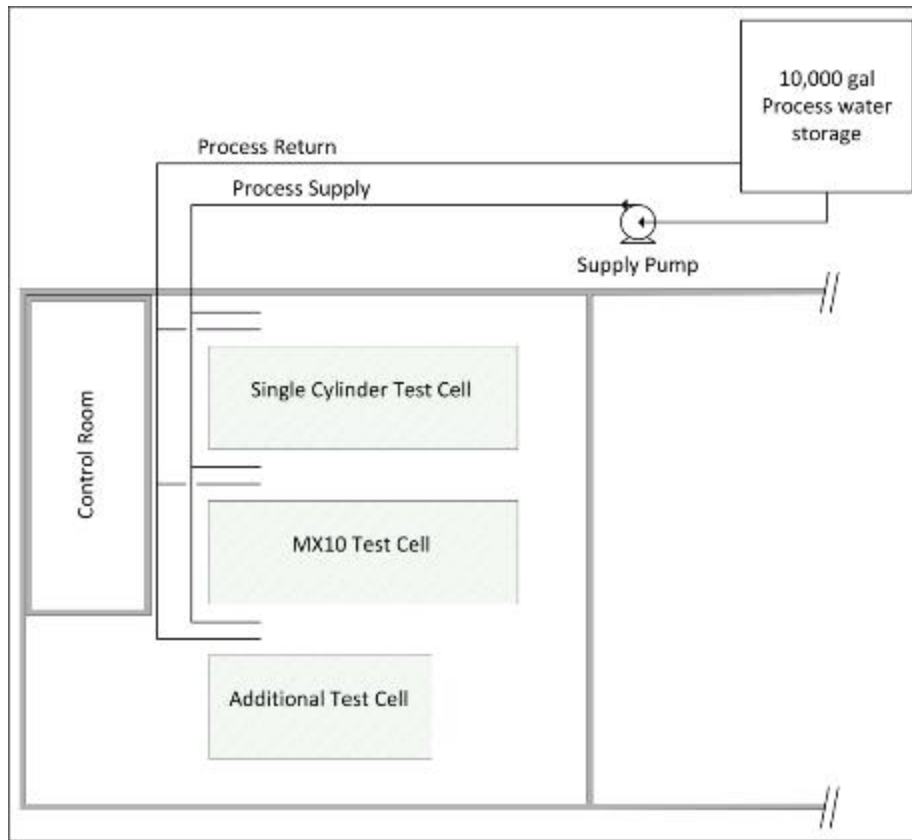 10,000 gal
Process water
storage
Process Return
Process Supply
Supply Pump
Control Room
Single Cylinder Test Cell
MX10 Test Cell
Additional Test Cell